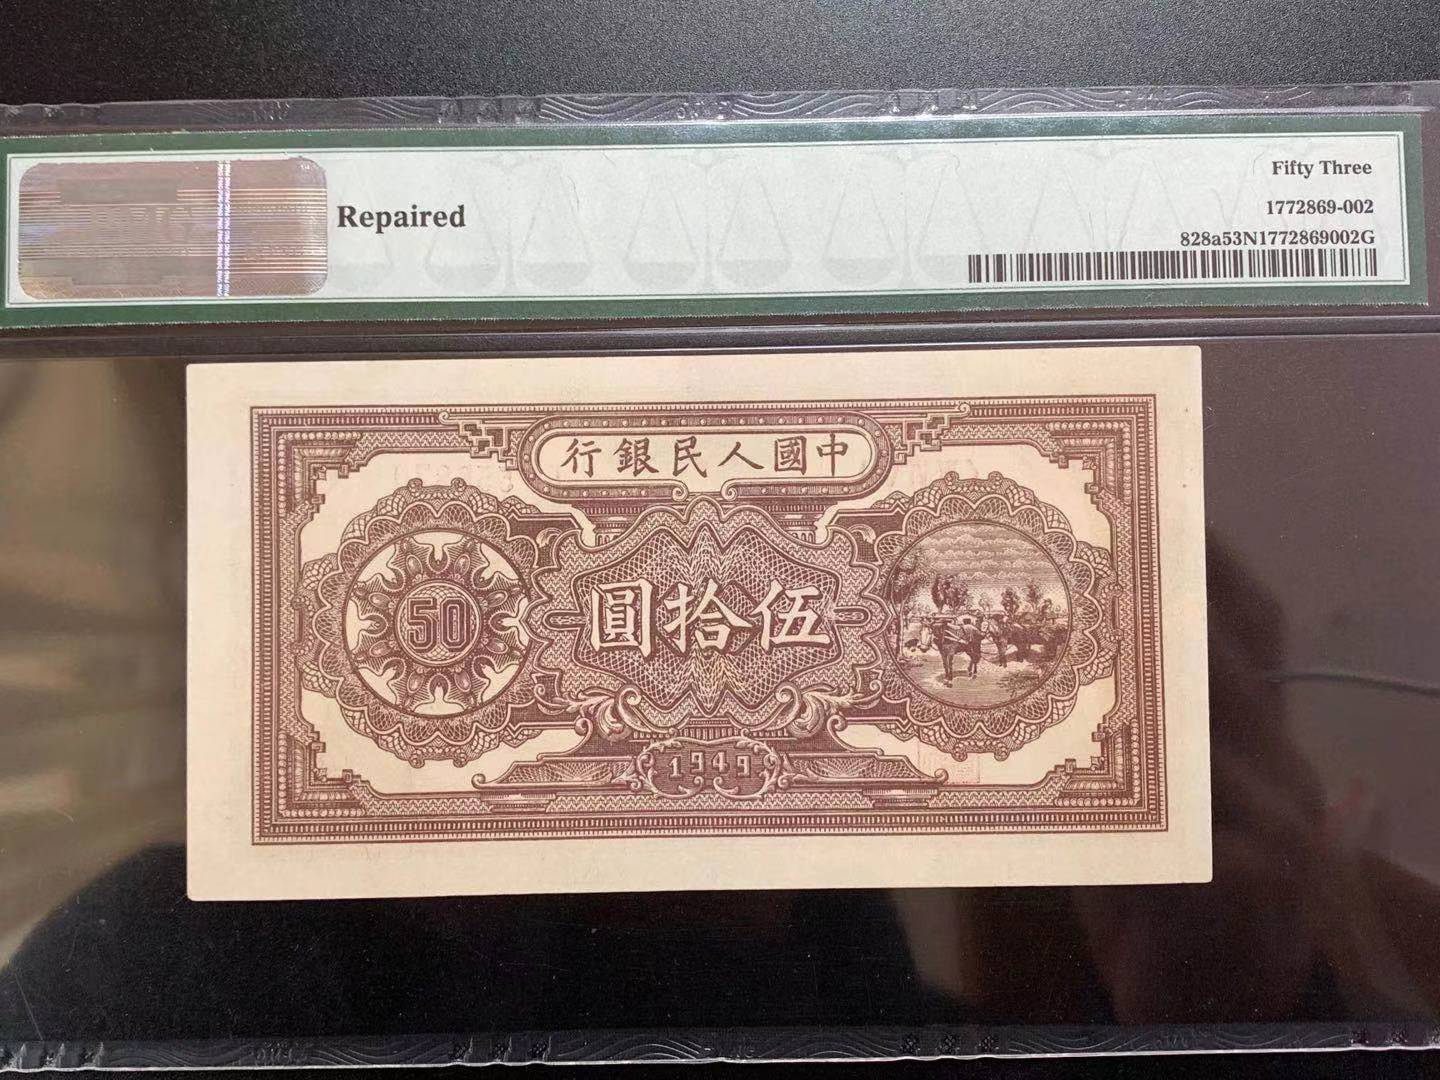 Fifty Three
Repaired
1772869-002
828a53N1772869002G
行銀民人國中
50
圓拾伍
1949